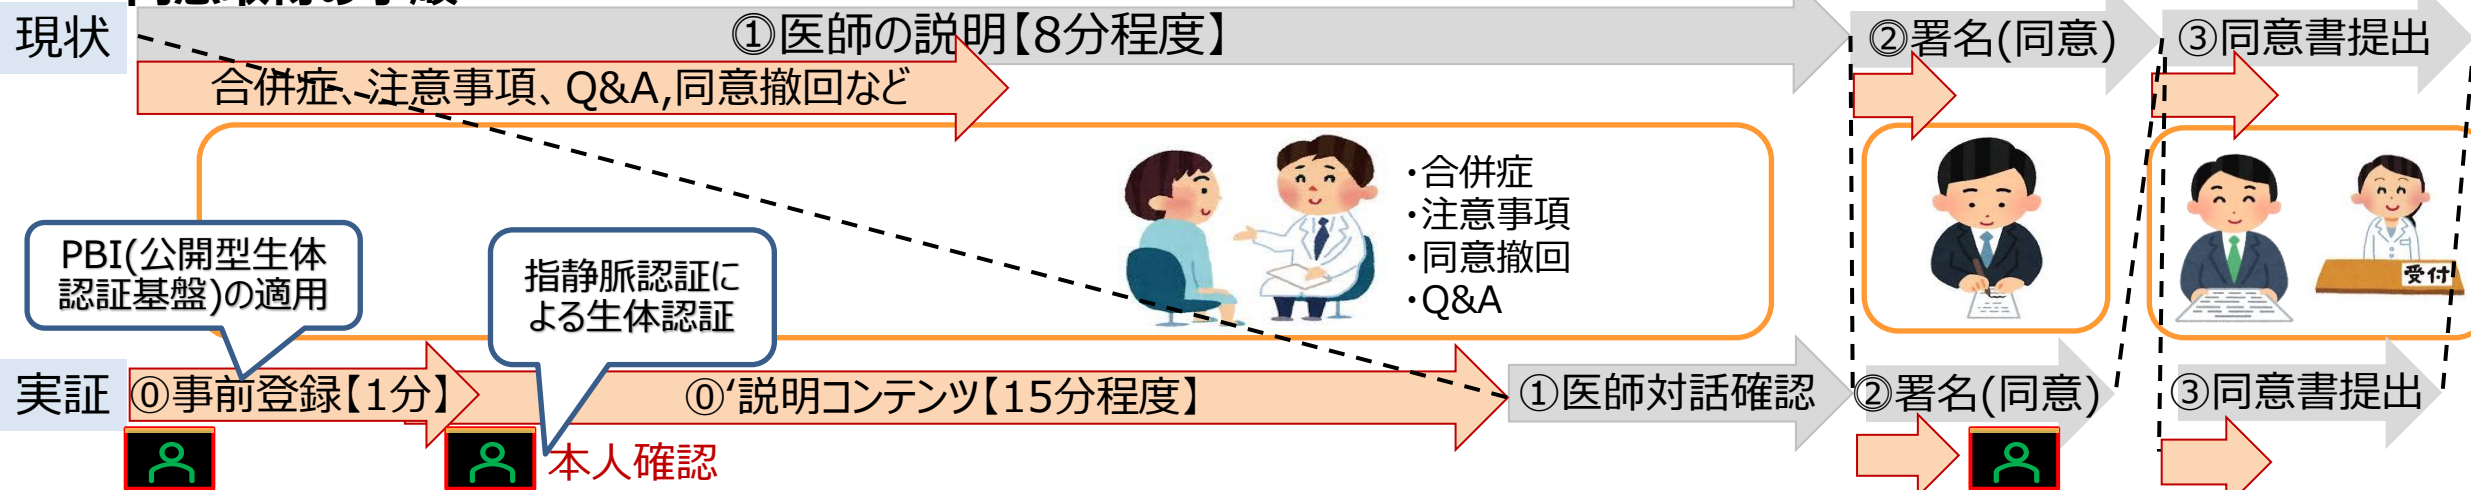 現状
①医師の説明【8分程度】
②署名(同意)
③同意書提出
合併症、注意事項、Q&A,同意撤回など
・合併症
・注意事項
・同意撤回
・Q&A
受付
PBI(公開型生体
認証基盤)の適用
指静脈認証に
よる生体認証
実証
⓪事前登録【1分】
⓪‘説明コンテンツ【15分程度】
①医師対話確認
②署名(同意)
③同意書提出
本人確認